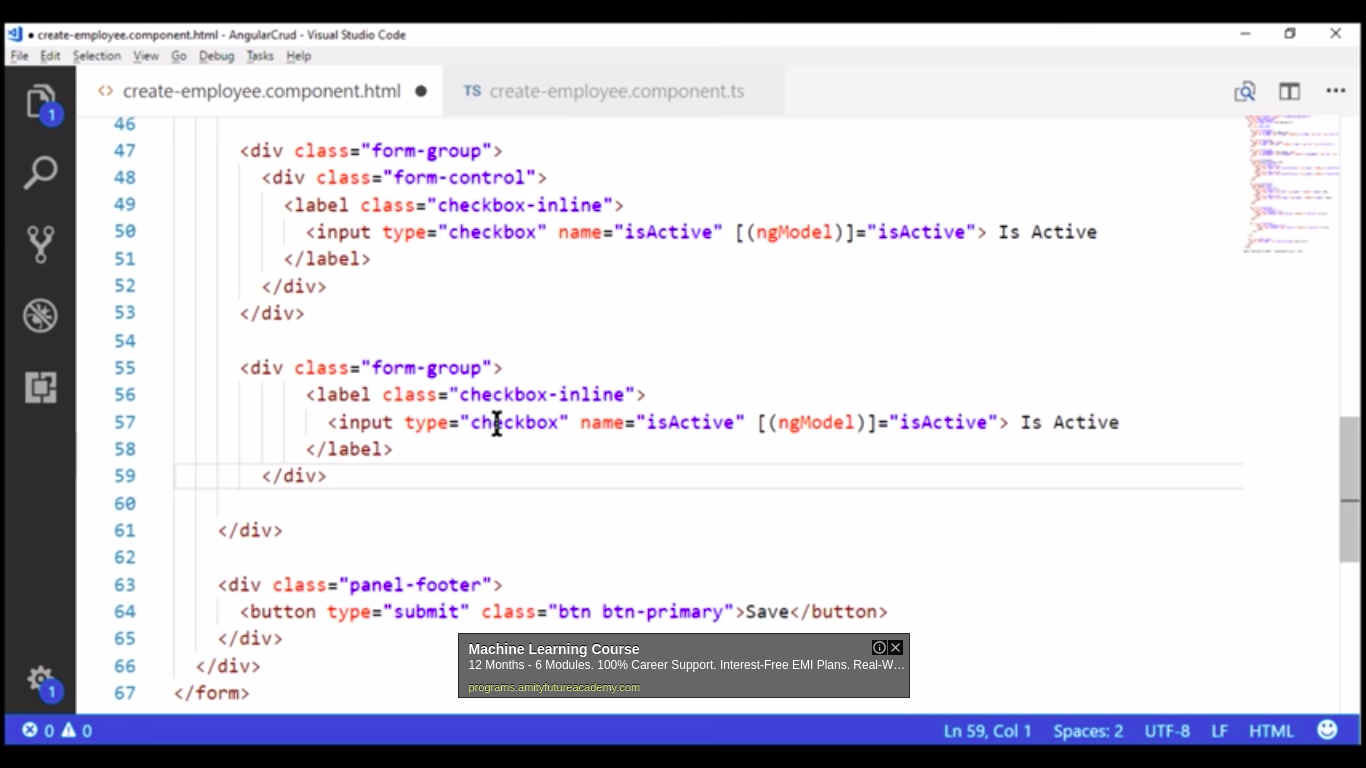 ● create-employee.component.html - AngularCrud - Visual Studio Code
File Edit Selection View Go Debug Tasks Help
1
<> create-employee.component.html ●
TS create-employee.component.ts
46
47 <div class="form-group">
48 <div class="form-control">
49 <label class="checkbox-inline">
50 <input type="checkbox" name="isActive" [(ngModel)]="isActive"> Is Active
51 </label>
52 </div>
53 </div>
54
55 <div class="form-group">
56 <label class="checkbox-inline">
57 <input type="checkbox" name="isActive" [(ngModel)]="isActive"> Is Active
58 </label>
59 </div>
60
61 </div>
62
63 <div class="panel-footer">
64 <button type="submit" class="btn btn-primary">Save</button>
65 </div>
66 </div>
67 </form>
1
Machine Learning Course
12 Months - 6 Modules. 100% Career Support. Interest-Free EMI Plans. Real-W...
programs.amityfutureacademy.com
0 0 Ln 59, Col 1 Spaces: 2 UTF-8 LF HTML